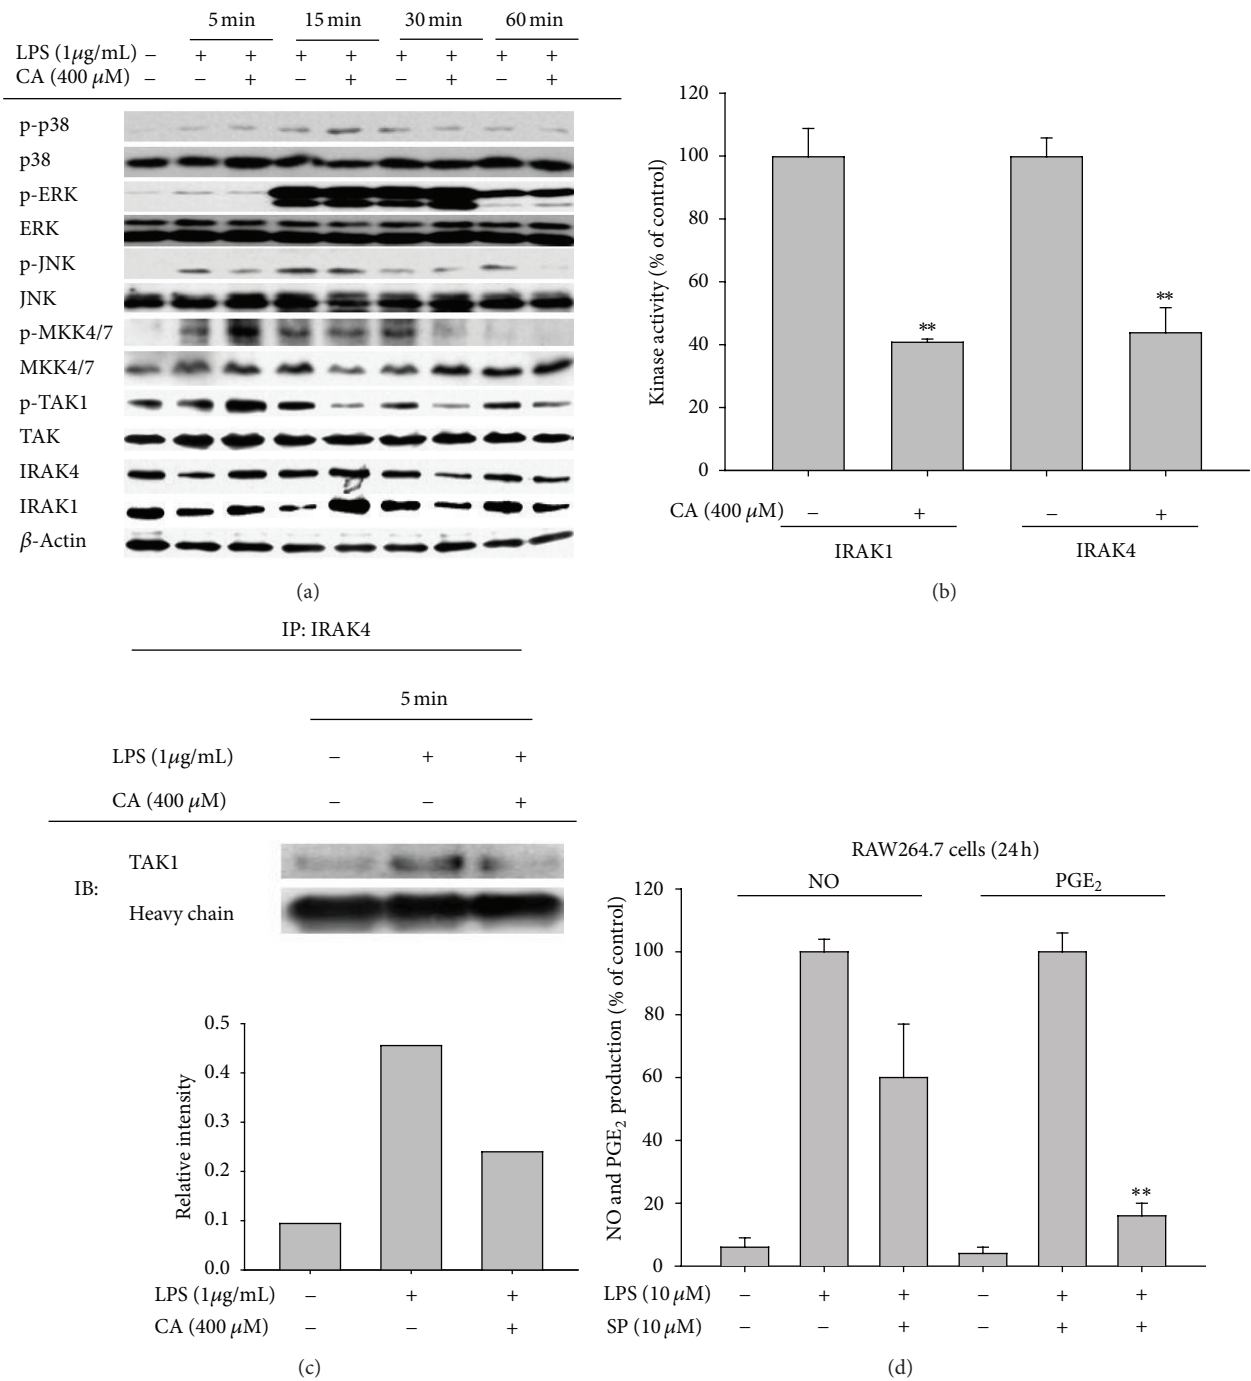 5 min 15 min 30 min 60 min
LPS (1µg/mL) − + + + + + + + +
CA (400 µM) − − + − + − + − +
p-p38
p38
p-ERK
ERK
p-JNK
JNK
p-MKK4/7
MKK4/7
p-TAK1
TAK
IRAK4
IRAK1
β-Actin
(a)
Kinase activity (% of control)
120
100
80
60
40
20
0
**
**
CA (400 µM) − + − +
IRAK1 IRAK4
(b)
IP: IRAK4
5 min
LPS (1µg/mL) − + +
CA (400 µM) − − +
IB:
TAK1
Heavy chain
Relative intensity
0.5
0.4
0.3
0.2
0.1
0.0
LPS (1µg/mL) − + +
CA (400 µM) − − +
(c)
RAW264.7 cells (24 h)
NO PGE₂
NO and PGE₂ production (% of control)
120
100
80
60
40
20
0
**
LPS (10 µM) − + + − + +
SP (10 µM) − − + − + +
(d)